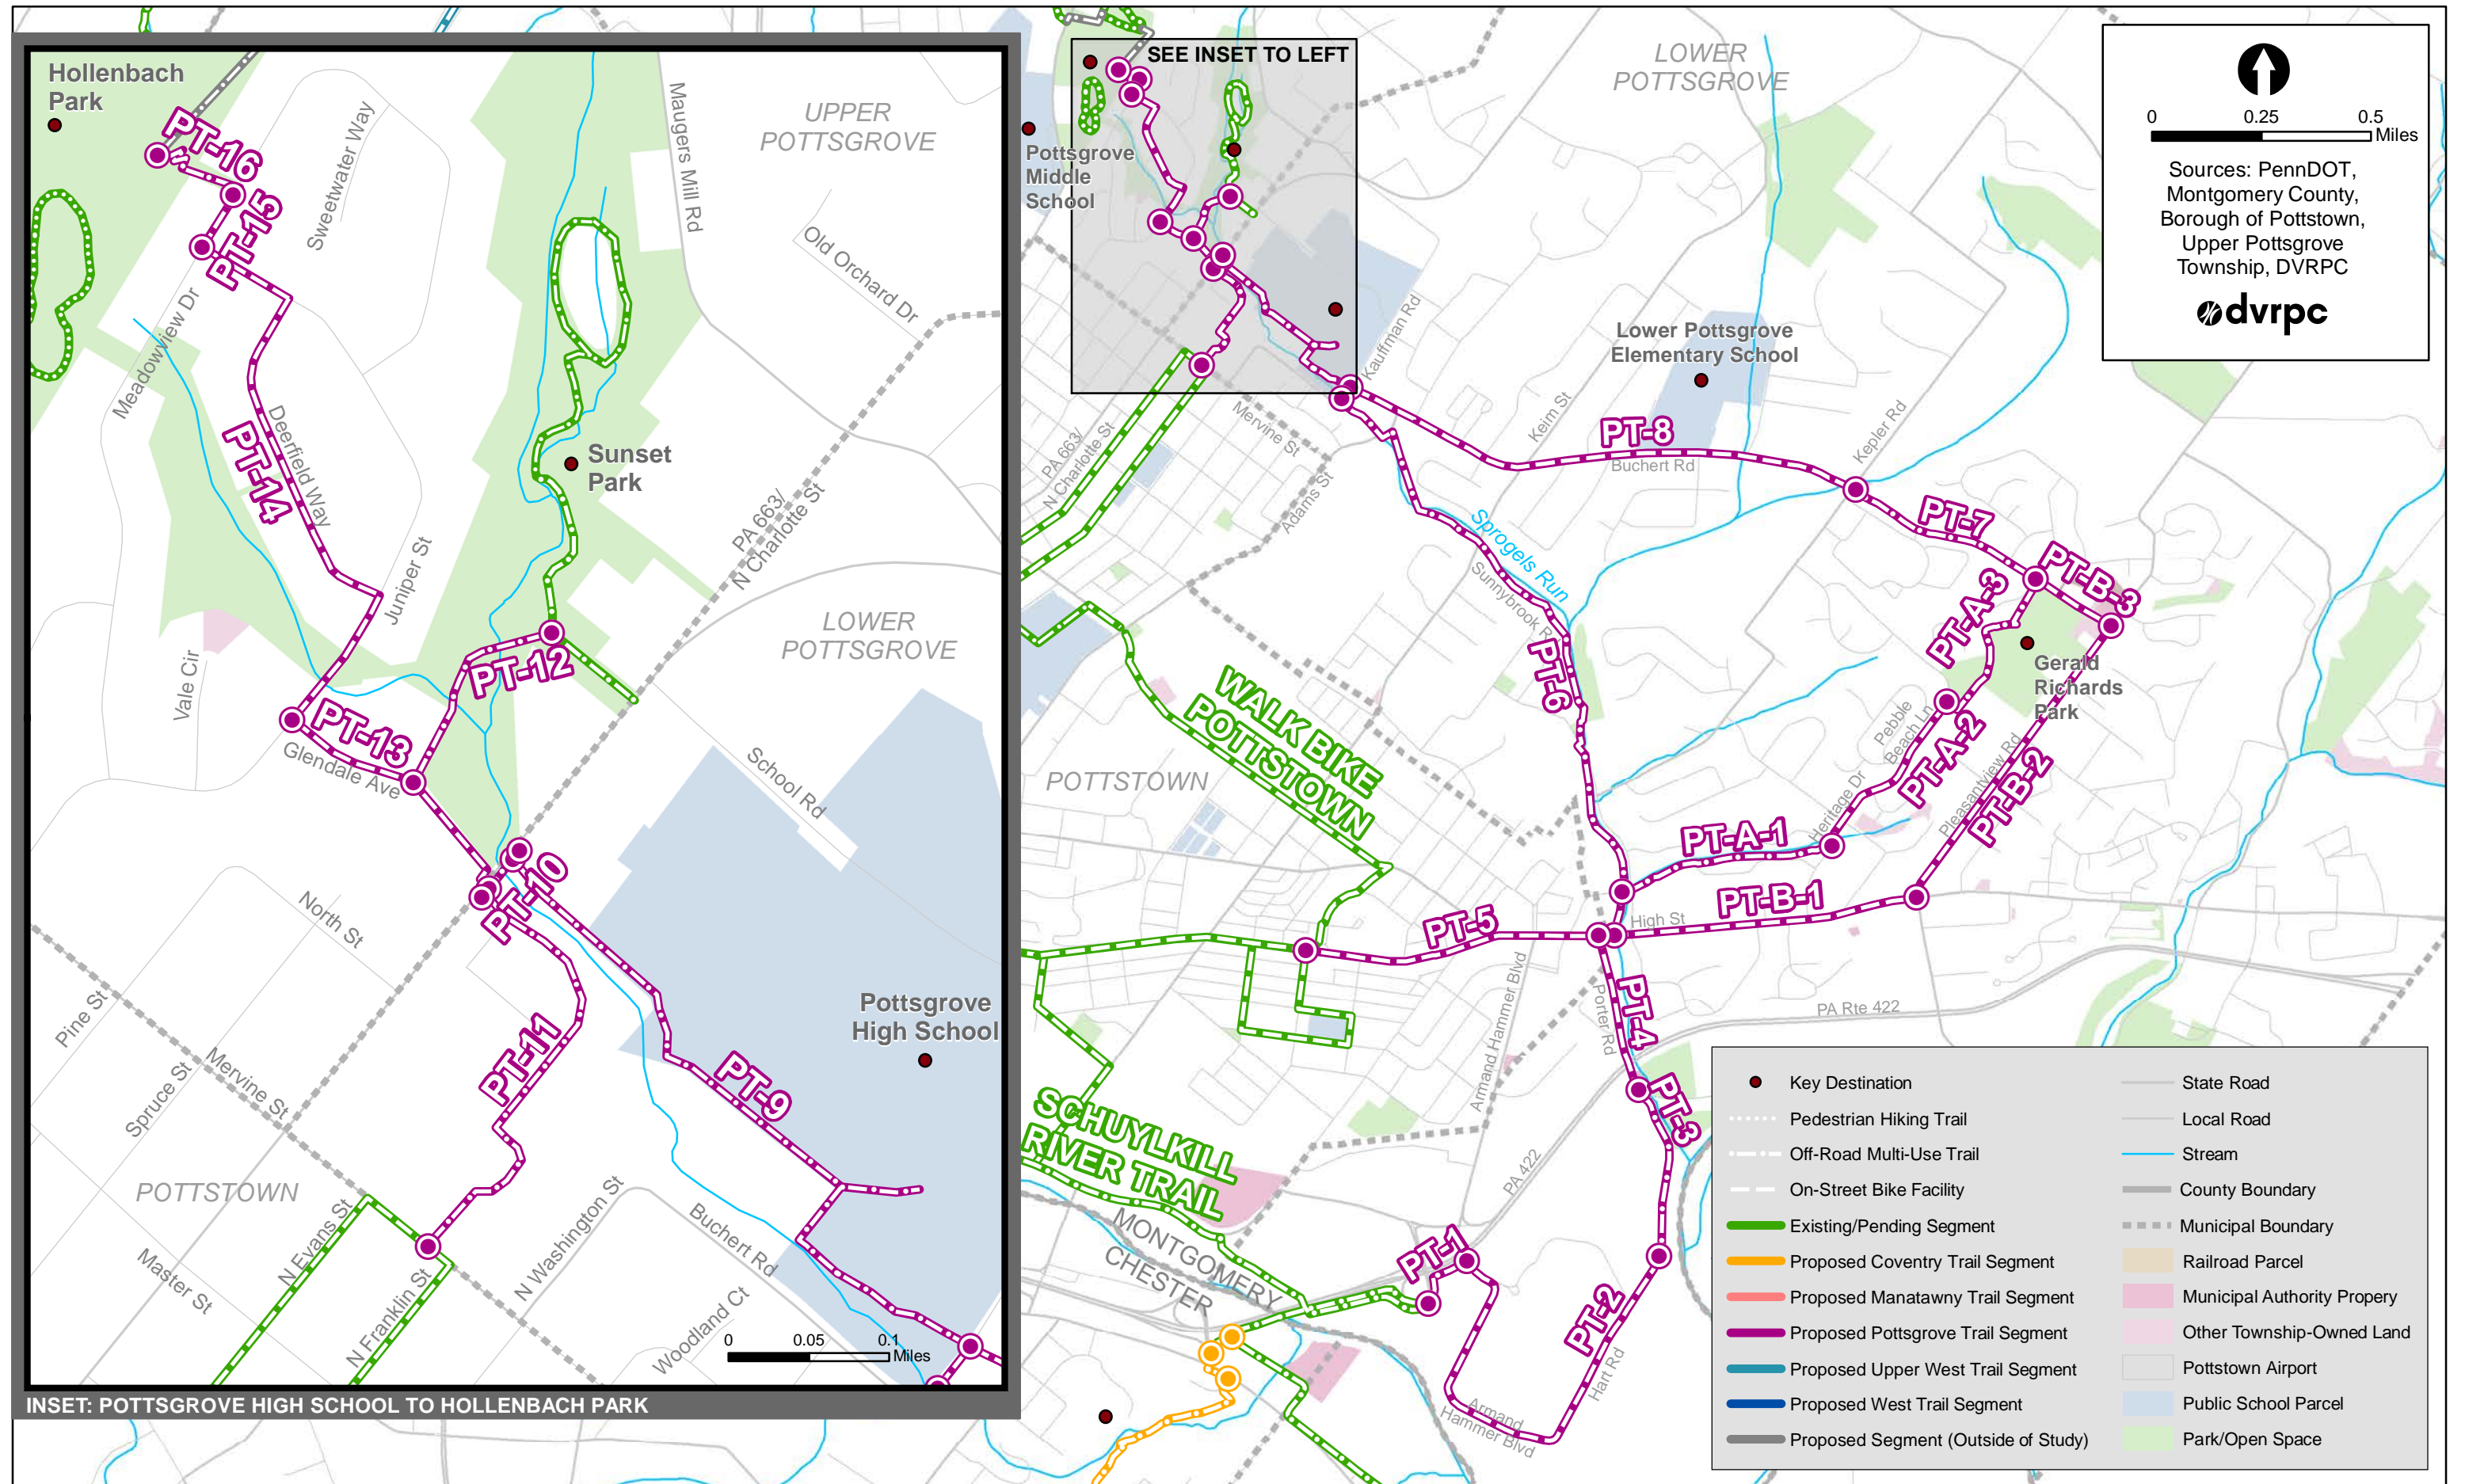 Hollenbach
Park
PT-16
PT-15
Sweetwater Way
Maugers Mill Rd
UPPER
POTTSGROVE
Old Orchard Dr
Meadowview Dr
PT-14
Deerfield Way
Juniper St
Sunset
Park
PA 663/
N Charlotte St
LOWER
POTTSGROVE
Vale Cir
PT-13
Glendale Ave
PT-12
School Rd
PT-10
North St
Pine St
Spruce St
Mervine St
PT-11
Pottsgrove
High School
PT-9
POTTSTOWN
Master St
N Evans St
N Franklin St
N Washington St
Buchert Rd
Woodland Ct
0 0.05 0.1
Miles
INSET: POTTSGROVE HIGH SCHOOL TO HOLLENBACH PARK
SEE INSET TO LEFT
Pottsgrove
Middle
School
LOWER
POTTSGROVE
Kauffman Rd
Lower Pottsgrove
Elementary School
Keim St
PT-8
Buchert Rd
Kepler Rd
PA 663/
N Charlotte St
Mervine St
Adams St
Sprogels Run
Sunnybrook Rd
PT-6
PT-7
PT-B-3
PT-A-3
Gerald
Richards
Park
Pebble
Beach Ln
PT-A-2
Pleasantview Rd
PT-B-2
Heritage Dr
PT-A-1
PT-B-1
High St
WALK BIKE
POTTSTOWN
POTTSTOWN
PT-5
Armand Hammer Blvd
Porter Rd
PT-4
PA Rte 422
PT-3
SCHUYLKILL
RIVER TRAIL
PA 422
MONTGOMERY
CHESTER
PT-1
PT-2
Hart Rd
Armand
Hammer Blvd
0 0.25 0.5
Miles
Sources: PennDOT,
Montgomery County,
Borough of Pottstown,
Upper Pottsgrove
Township, DVRPC
dvrpc
Key Destination
Pedestrian Hiking Trail
Off-Road Multi-Use Trail
On-Street Bike Facility
Existing/Pending Segment
Proposed Coventry Trail Segment
Proposed Manatawny Trail Segment
Proposed Pottsgrove Trail Segment
Proposed Upper West Trail Segment
Proposed West Trail Segment
Proposed Segment (Outside of Study)
State Road
Local Road
Stream
County Boundary
Municipal Boundary
Railroad Parcel
Municipal Authority Propery
Other Township-Owned Land
Pottstown Airport
Public School Parcel
Park/Open Space